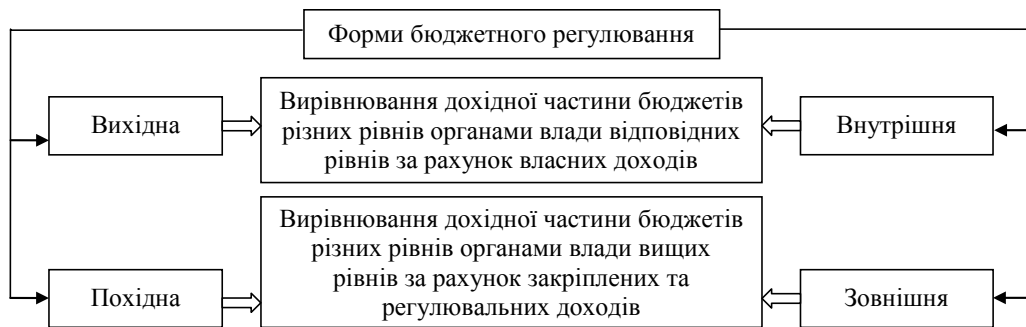 Форми бюджетного регулювання
Вихідна
Вирівнювання дохідної частини бюджетів
різних рівнів органами влади відповідних
рівнів за рахунок власних доходів
Внутрішня
Похідна
Вирівнювання дохідної частини бюджетів
різних рівнів органами влади вищих
рівнів за рахунок закріплених та
регулювальних доходів
Зовнішня